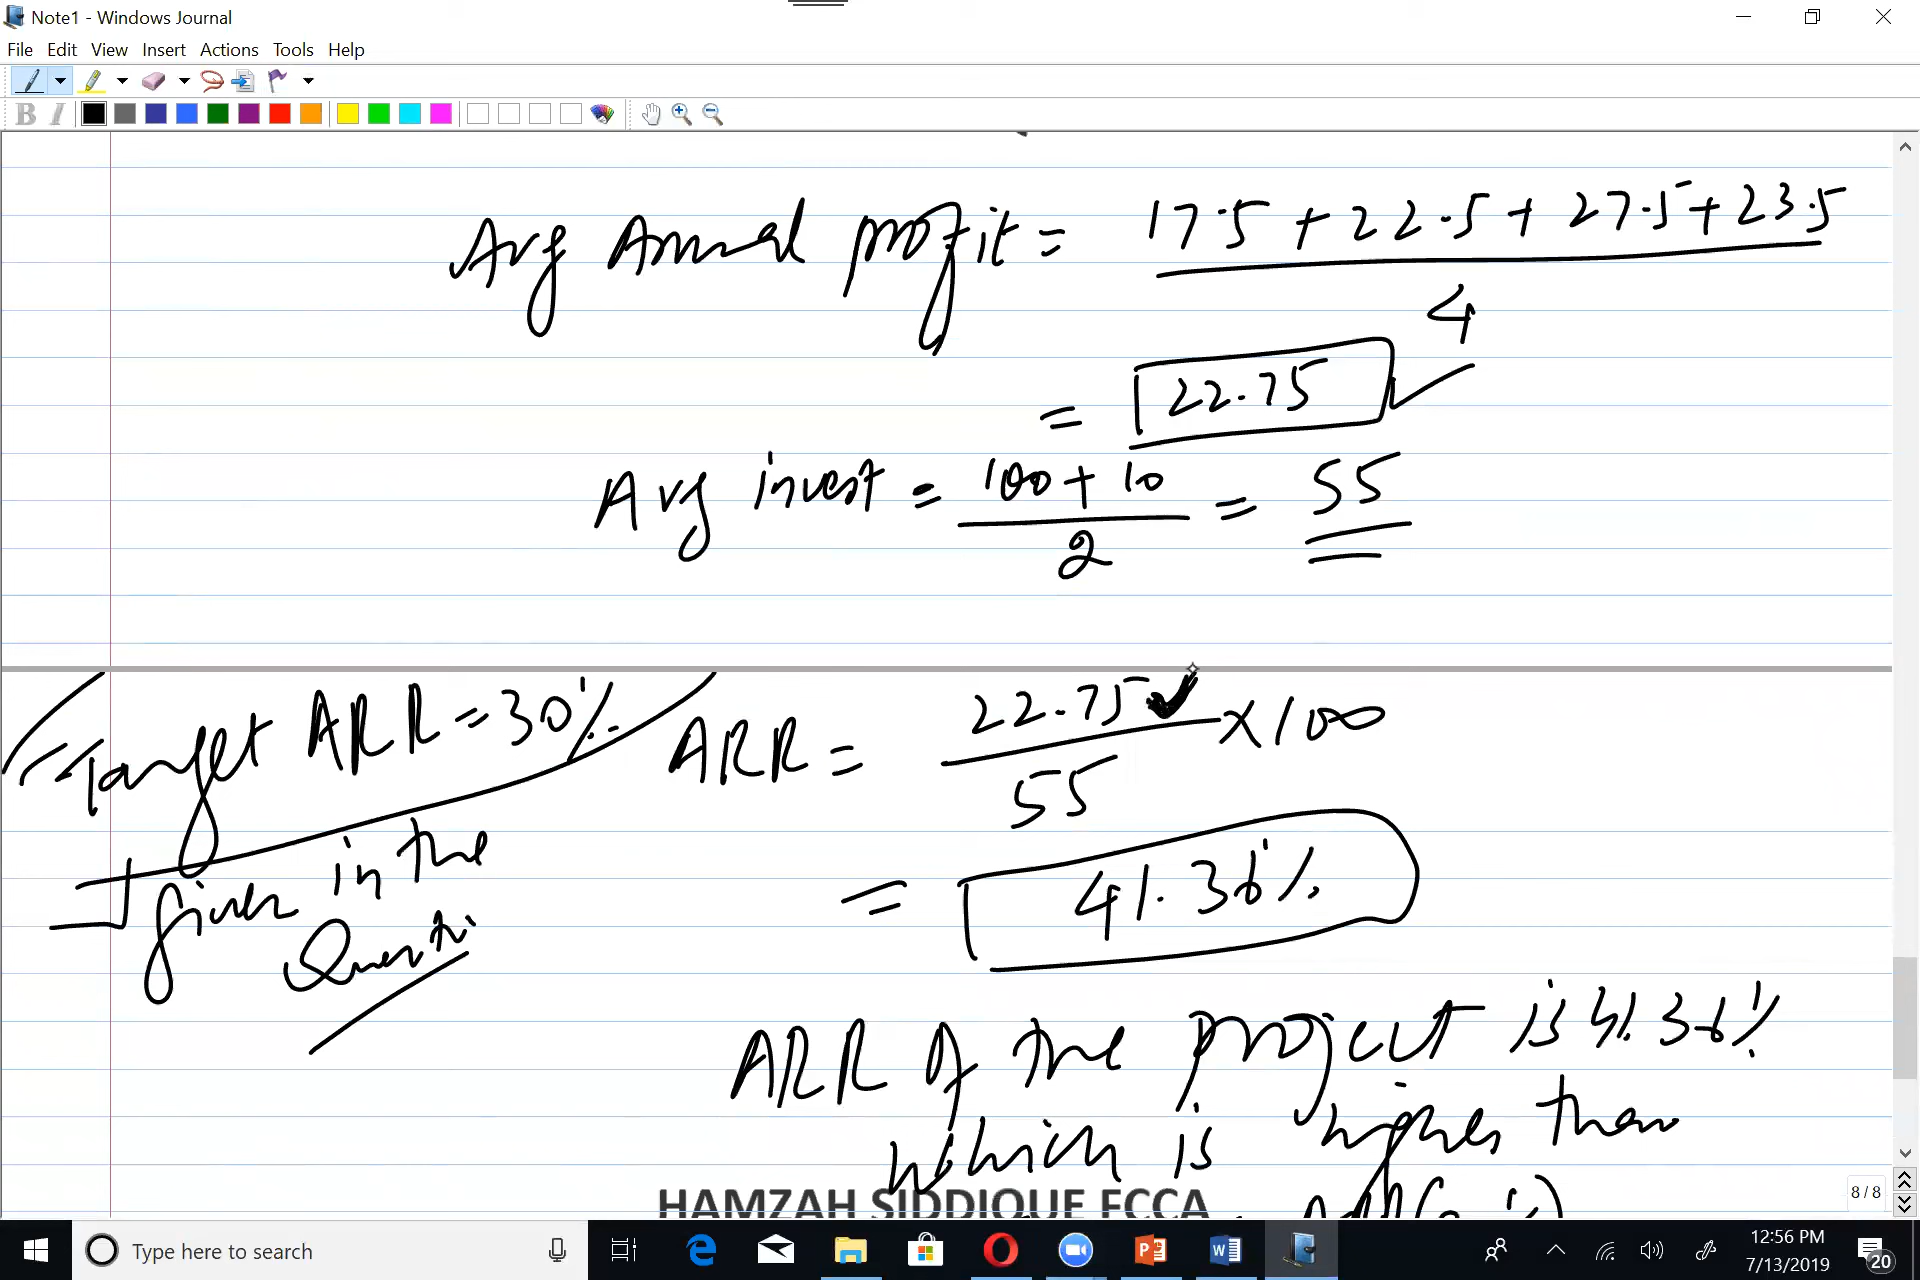 Note1 - Windows Journal
File Edit View Insert Actions Tools Help
B I
Avg Annual profit = 17.5 + 22.5 + 27.5 + 23.5
4
= 22.75
Avg invest = 100 + 10 = 55
2
Target ARR = 30%
given in the
ARR = 22.75 × 100
55
= 41.36%
ARR of the project is 41.36%
which is higher than
HAMZAH SIDDIQUE FCCA
8 / 8
Type here to search
12:56 PM
7/13/2019
20